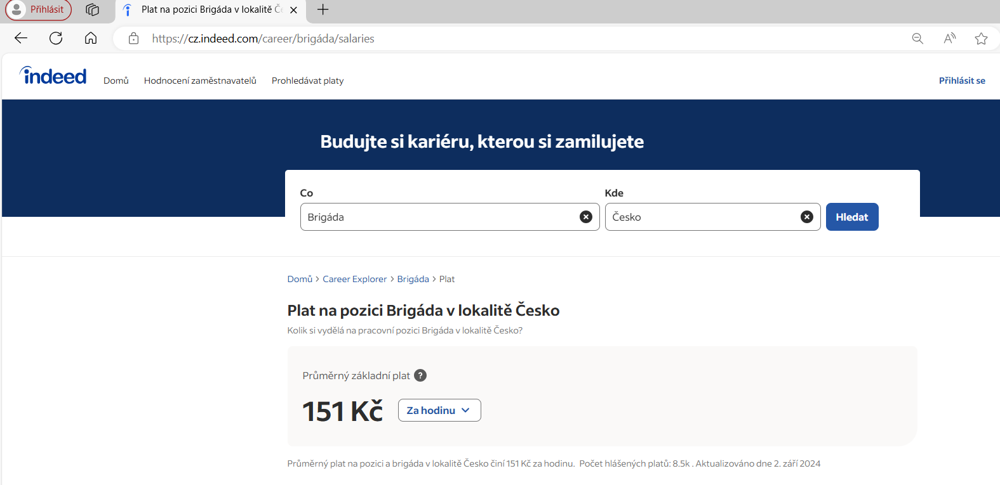 Přihlásit
Plat na pozici Brigáda v lokalitě Če
https://cz.indeed.com/career/brigáda/salaries
indeed
Domů
Hodnocení zaměstnavatelů
Prohledávat platy
Přihlásit se
Budujte si kariéru, kterou si zamilujete
Co
Kde
Brigáda
Česko
Hledat
Domů > Career Explorer > Brigáda > Plat
Plat na pozici Brigáda v lokalitě Česko
Kolik si vydělá na pracovní pozici Brigáda v lokalitě Česko?
Průměrný základní plat ?
151 Kč
Za hodinu
Průměrný plat na pozici a brigáda v lokalitě Česko činí 151 Kč za hodinu. Počet hlášených platů: 8.5k . Aktualizováno dne 2. září 2024